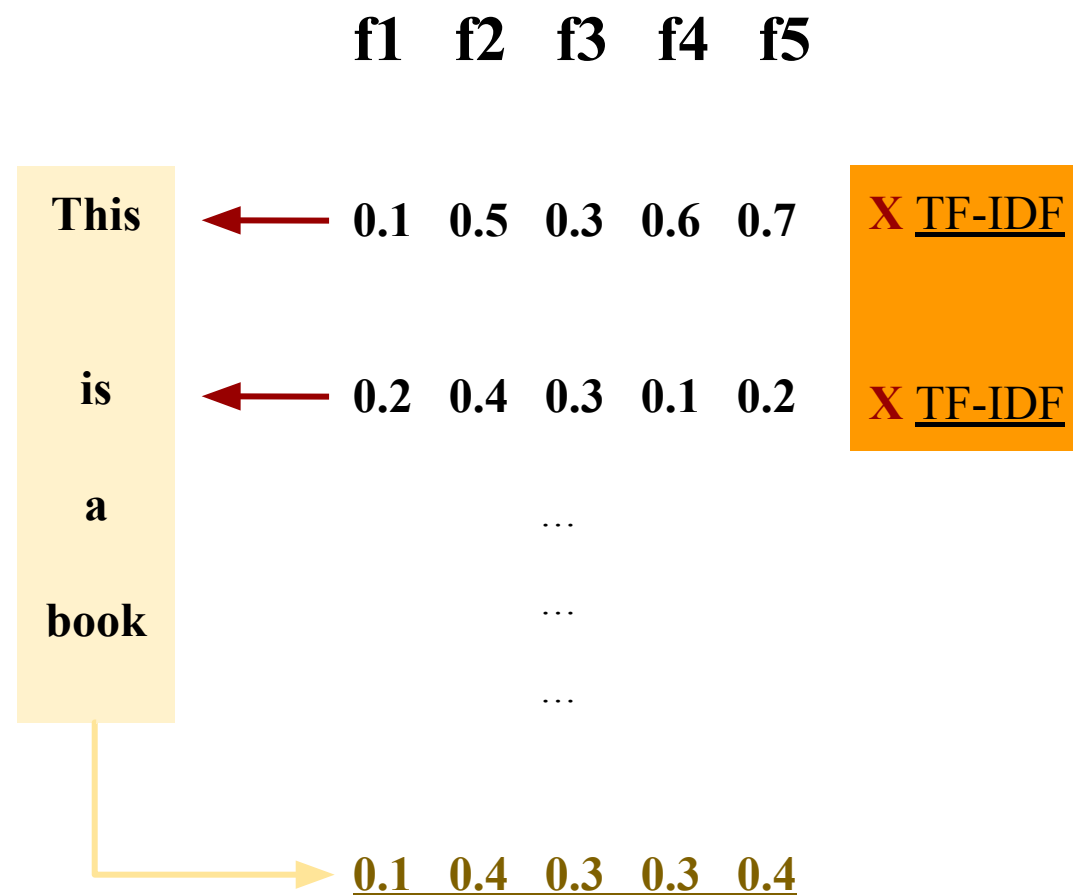 f1 f2 f3 f4 f5
This 0.1 0.5 0.3 0.6 0.7 X TF-IDF
is 0.2 0.4 0.3 0.1 0.2 X TF-IDF
a ...
book ...
...
0.1 0.4 0.3 0.3 0.4